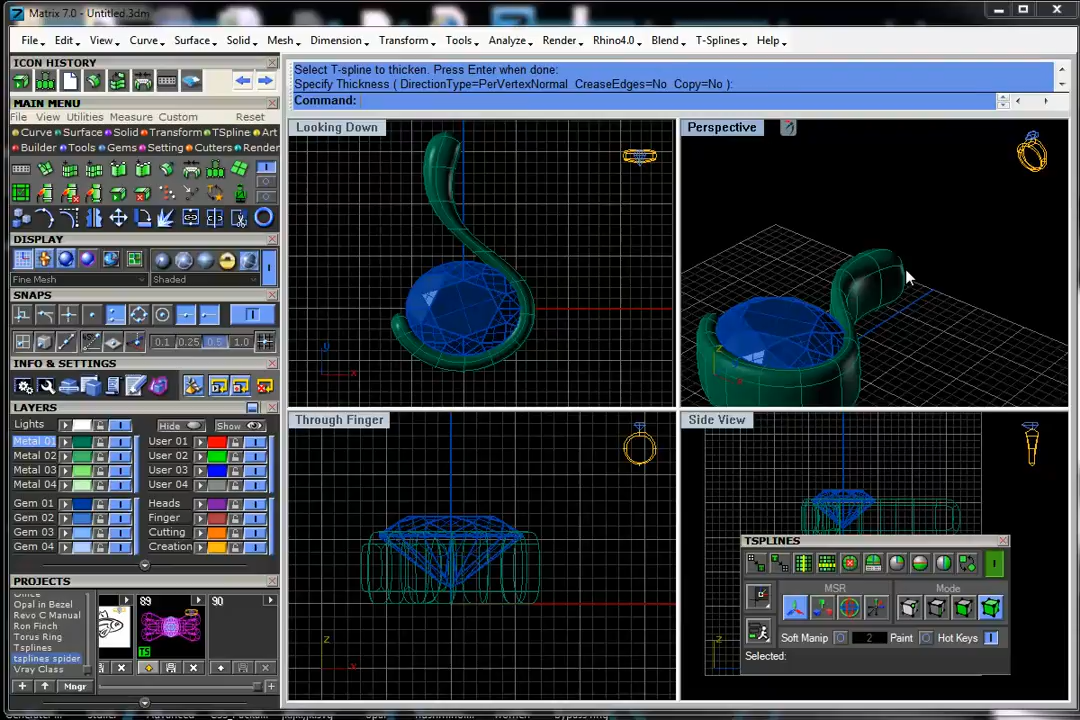 Matrix 7.0 - Untitled.3dm
File Edit View Curve Surface Solid Mesh Dimension Transform Tools Analyze Render Rhino4.0 Blend T-Splines Help
ICON HISTORY
MAIN MENU
File View Utilities Measure Custom Reset
Curve Surface Solid Transform TSpline Art
Builder Tools Gems Setting Cutters Render
DISPLAY
Fine Mesh Shaded
SNAPS
0.1 0.25 0.5 1.0
INFO & SETTINGS
LAYERS
Lights Hide Show
Metal 01 User 01
Metal 02 User 02
Metal 03 User 03
Metal 04 User 04
Gem 01 Heads
Gem 02 Finger
Gem 03 Cutting
Gem 04 Creation
PROJECTS
Opal in Bezel
Revo C Manual
Ron Finch
Torus Ring
Tsplines
tsplines spider
Vray Class
Mngr
89 90
TS
Select T-spline to thicken. Press Enter when done:
Specify Thickness ( DirectionType=PerVertexNormal CreaseEdges=No Copy=No ):
Command:
Looking Down
y
x
Perspective
z
x
Through Finger
z
x
Side View
z
TSPLINES
MSR Mode
Soft Manip 2 Paint Hot Keys
Selected: